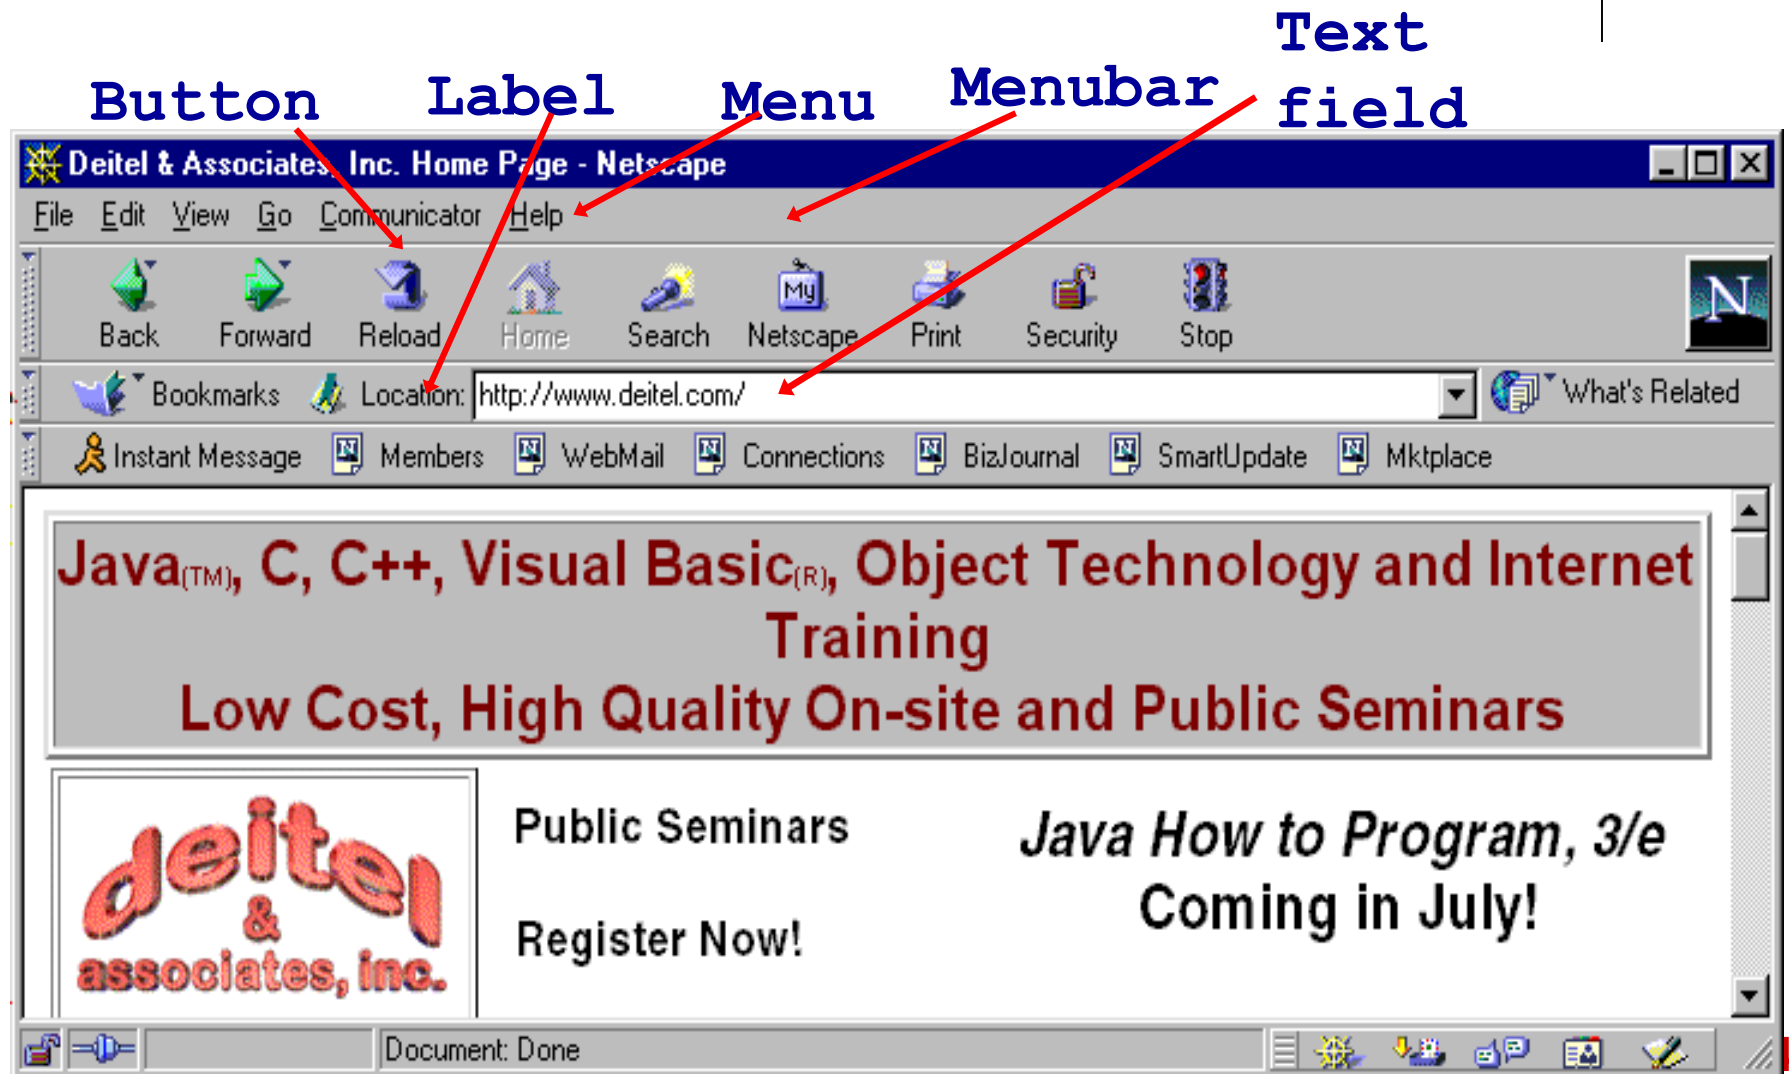 Text
Button Label Menu Menubar field
Deitel & Associates, Inc. Home Page - Netscape
File Edit View Go Communicator Help
My N
Back Forward Reload Home Search Netscape Print Security Stop
Bookmarks Location: http://www.deitel.com/ What's Related
Instant Message Members WebMail Connections BizJournal SmartUpdate Mktplace
Java(TM), C, C++, Visual Basic(R), Object Technology and Internet
Training
Low Cost, High Quality On-site and Public Seminars
deitel
&
associates, inc.
Public Seminars
Register Now!
Java How to Program, 3/e
Coming in July!
Document: Done